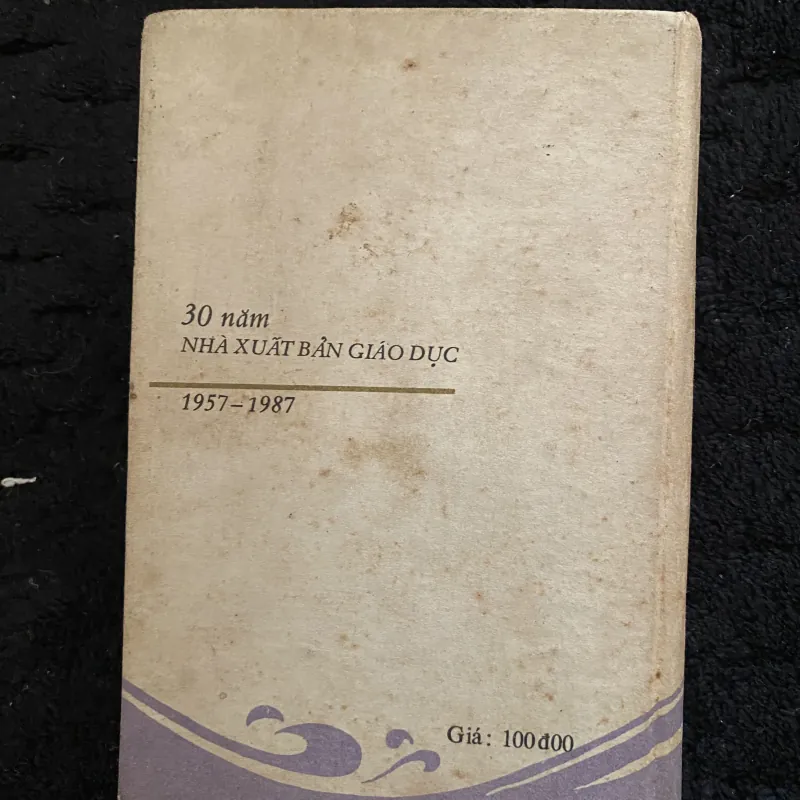 30 năm
NHÀ XUẤT BẢN GIÁO DỤC
1957 – 1987
Giá: 100đ00